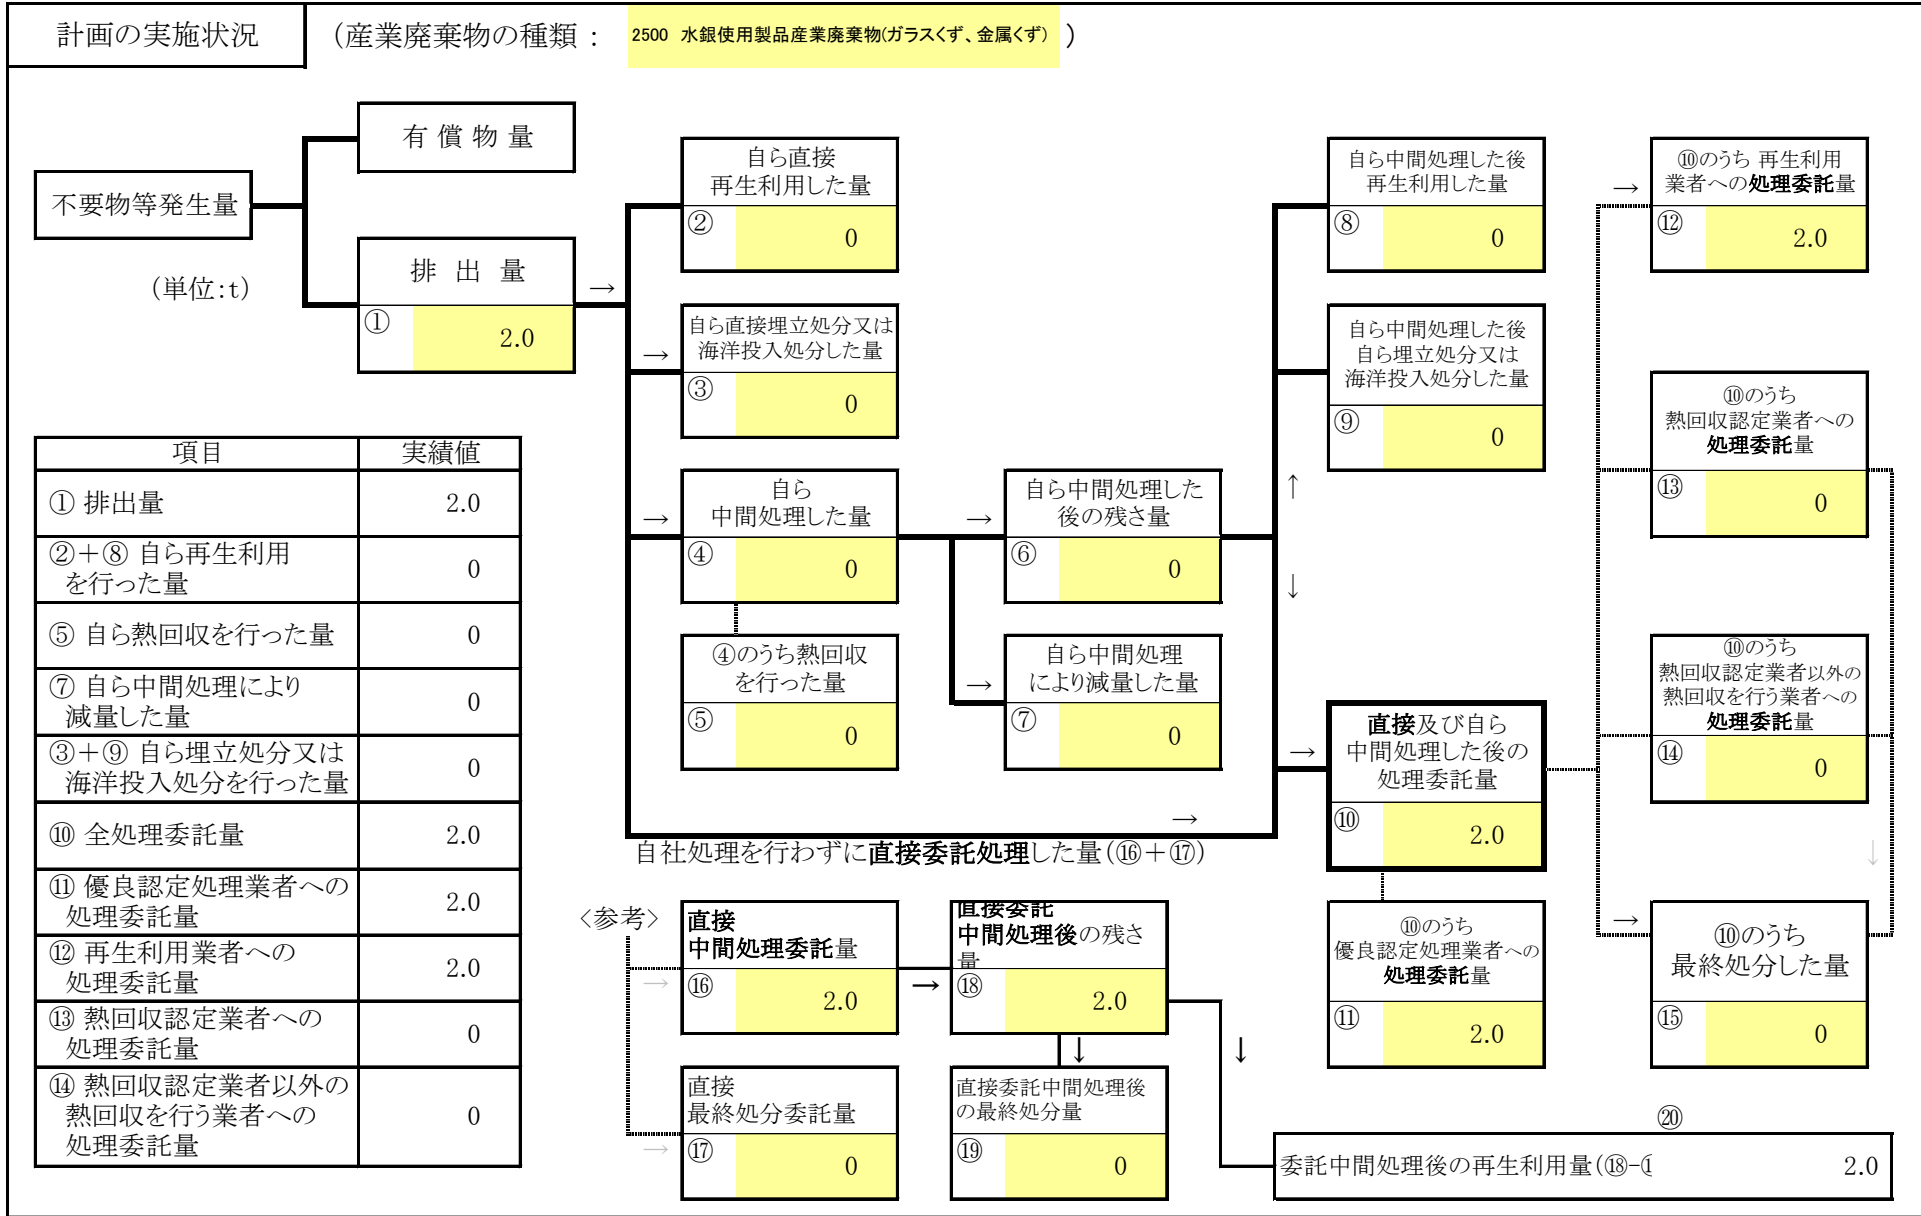 計画の実施状況
(産業廃棄物の種類：
2500 水銀使用製品産業廃棄物(ガラスくず、金属くず)
)
不要物等発生量
有償物量
(単位:t)
排出量
①
2.0
→
自ら直接
再生利用した量
②
0
→
自ら直接埋立処分又は
海洋投入処分した量
③
0
→
自ら
中間処理した量
④
0
④のうち熱回収
を行った量
⑤
0
→
自ら中間処理した
後の残さ量
⑥
0
→
自ら中間処理
により減量した量
⑦
0
自ら中間処理した後
再生利用した量
⑧
0
自ら中間処理した後
自ら埋立処分又は
海洋投入処分した量
⑨
0
↑
↓
→
直接及び自ら
中間処理した後の
処理委託量
⑩
2.0
⑩のうち
優良認定処理業者への
処理委託量
⑪
2.0
→
⑩のうち 再生利用
業者への処理委託量
⑫
2.0
⑩のうち
熱回収認定業者への
処理委託量
⑬
0
⑩のうち
熱回収認定業者以外の
熱回収を行う業者への
処理委託量
⑭
0
↓
→
⑩のうち
最終処分した量
⑮
0
→
自社処理を行わずに直接委託処理した量(⑯＋⑰)
項目 実績値
① 排出量 2.0
②＋⑧ 自ら再生利用
を行った量 0
⑤ 自ら熱回収を行った量 0
⑦ 自ら中間処理により
減量した量 0
③＋⑨ 自ら埋立処分又は
海洋投入処分を行った量 0
⑩ 全処理委託量 2.0
⑪ 優良認定処理業者への
処理委託量 2.0
⑫ 再生利用業者への
処理委託量 2.0
⑬ 熱回収認定業者への
処理委託量 0
⑭ 熱回収認定業者以外の
熱回収を行う業者への
処理委託量 0
〈参考〉
→
直接
中間処理委託量
⑯
2.0
→
直接委託
中間処理後の残さ
量
⑱
2.0
→
直接
最終処分委託量
⑰
0
↓
直接委託中間処理後
の最終処分量
⑲
0
↓
⑳
委託中間処理後の再生利用量(⑱-
2.0